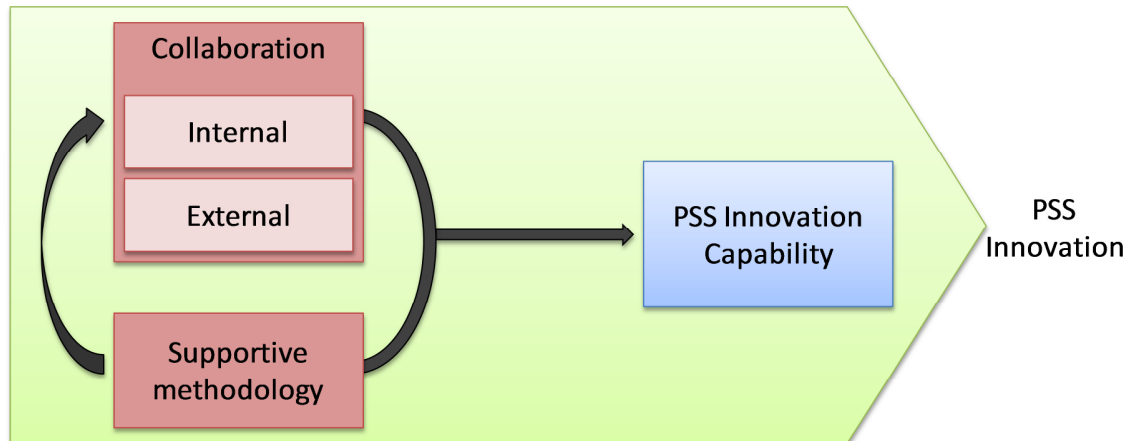 Collaboration
Internal
External
Supportive
methodology
PSS Innovation
Capability
PSS
Innovation